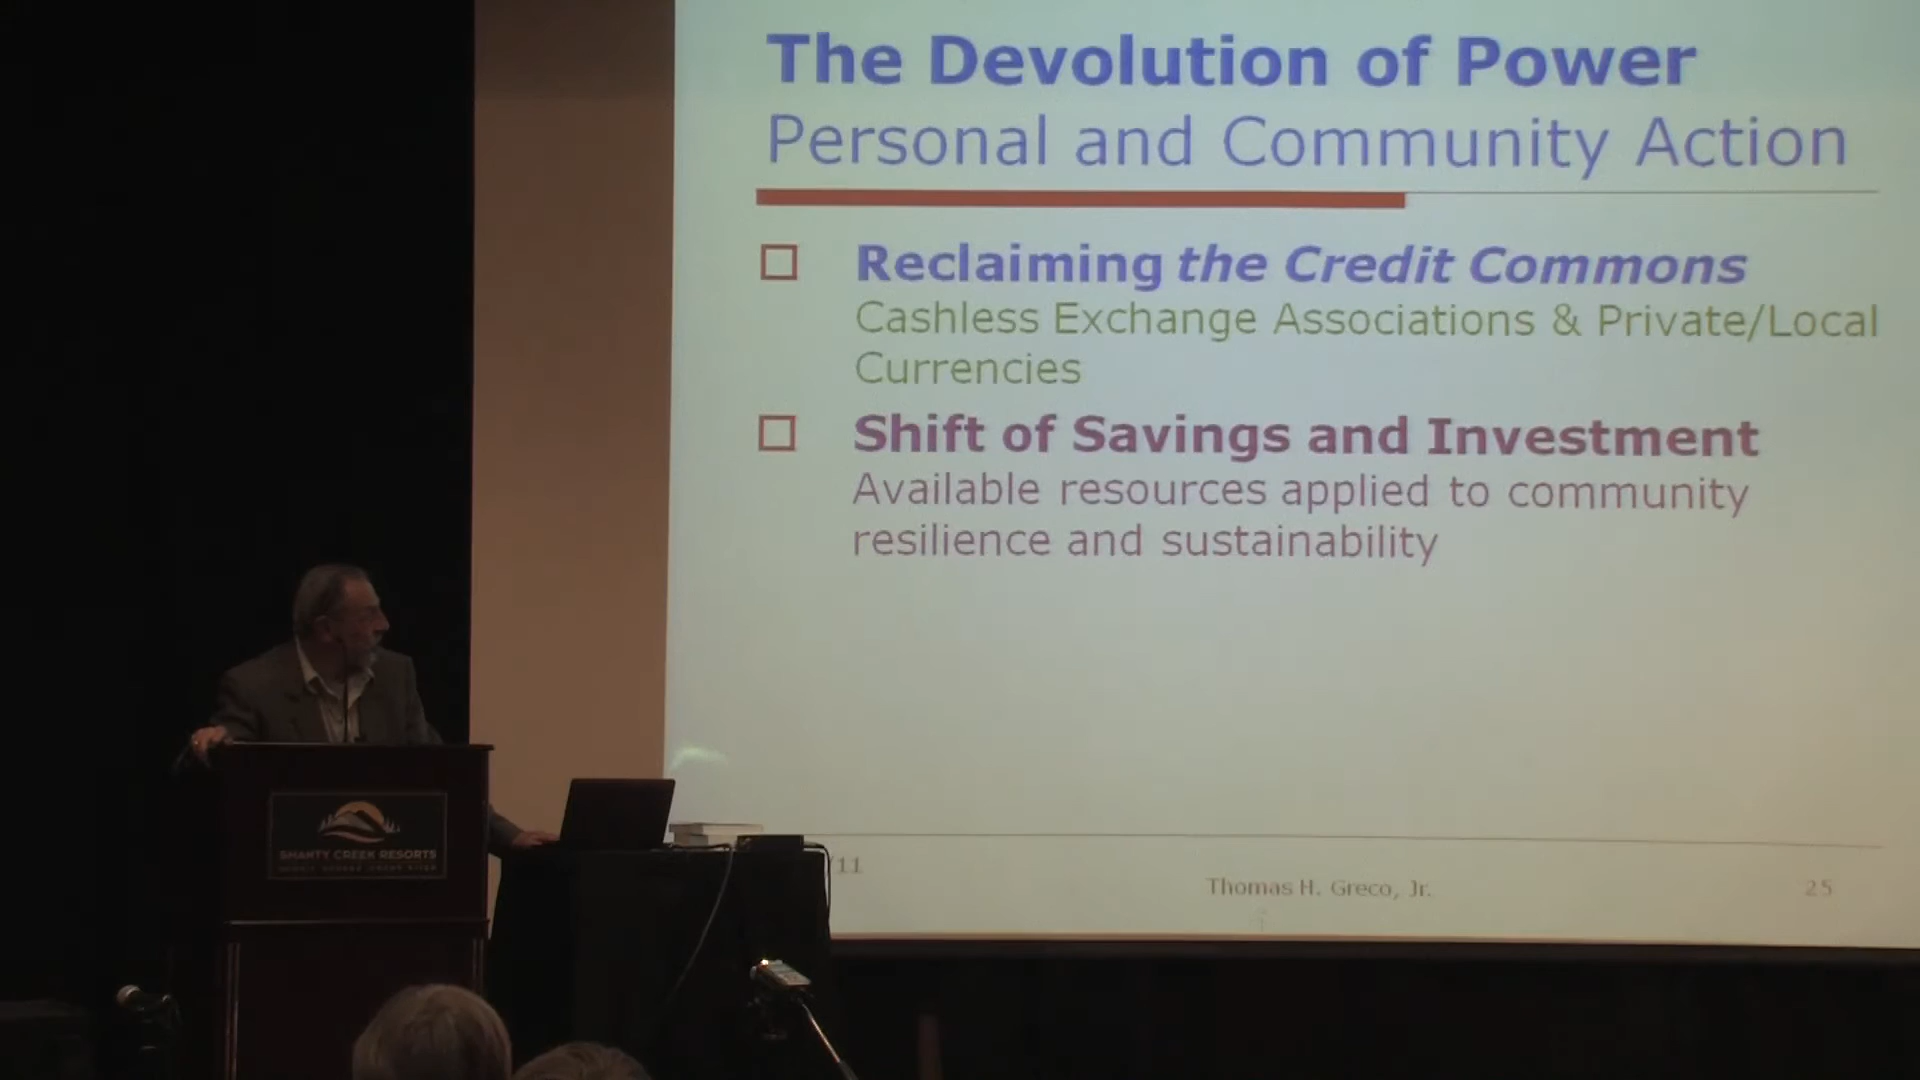 The Devolution of Power
Personal and Community Action
Reclaiming the Credit Commons
Cashless Exchange Associations & Private/Local
Currencies
Shift of Savings and Investment
Available resources applied to community
resilience and sustainability
/11
Thomas H. Greco, Jr.
25
SHANTY CREEK RESORTS